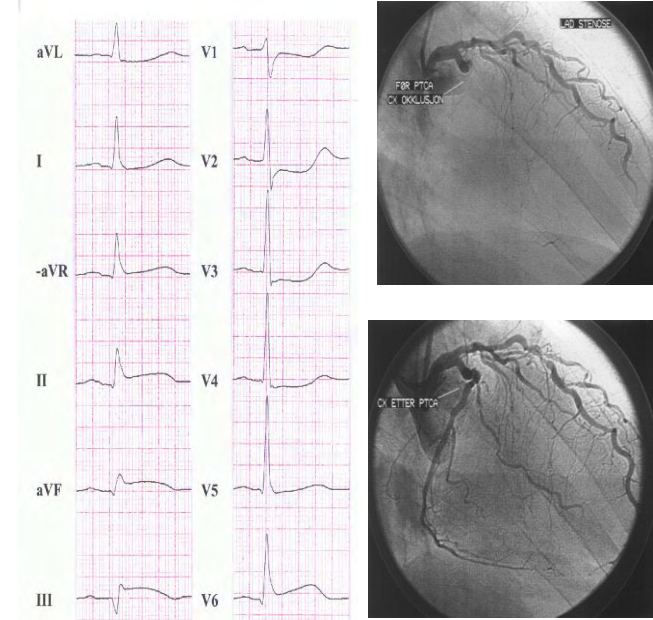 aVL
I
-aVR
II
aVF
III
V1
V2
V3
V4
V5
V6
LAD STENOSE
FØR PTCA
CX OKKLUSJON
CX ETTER PTCA